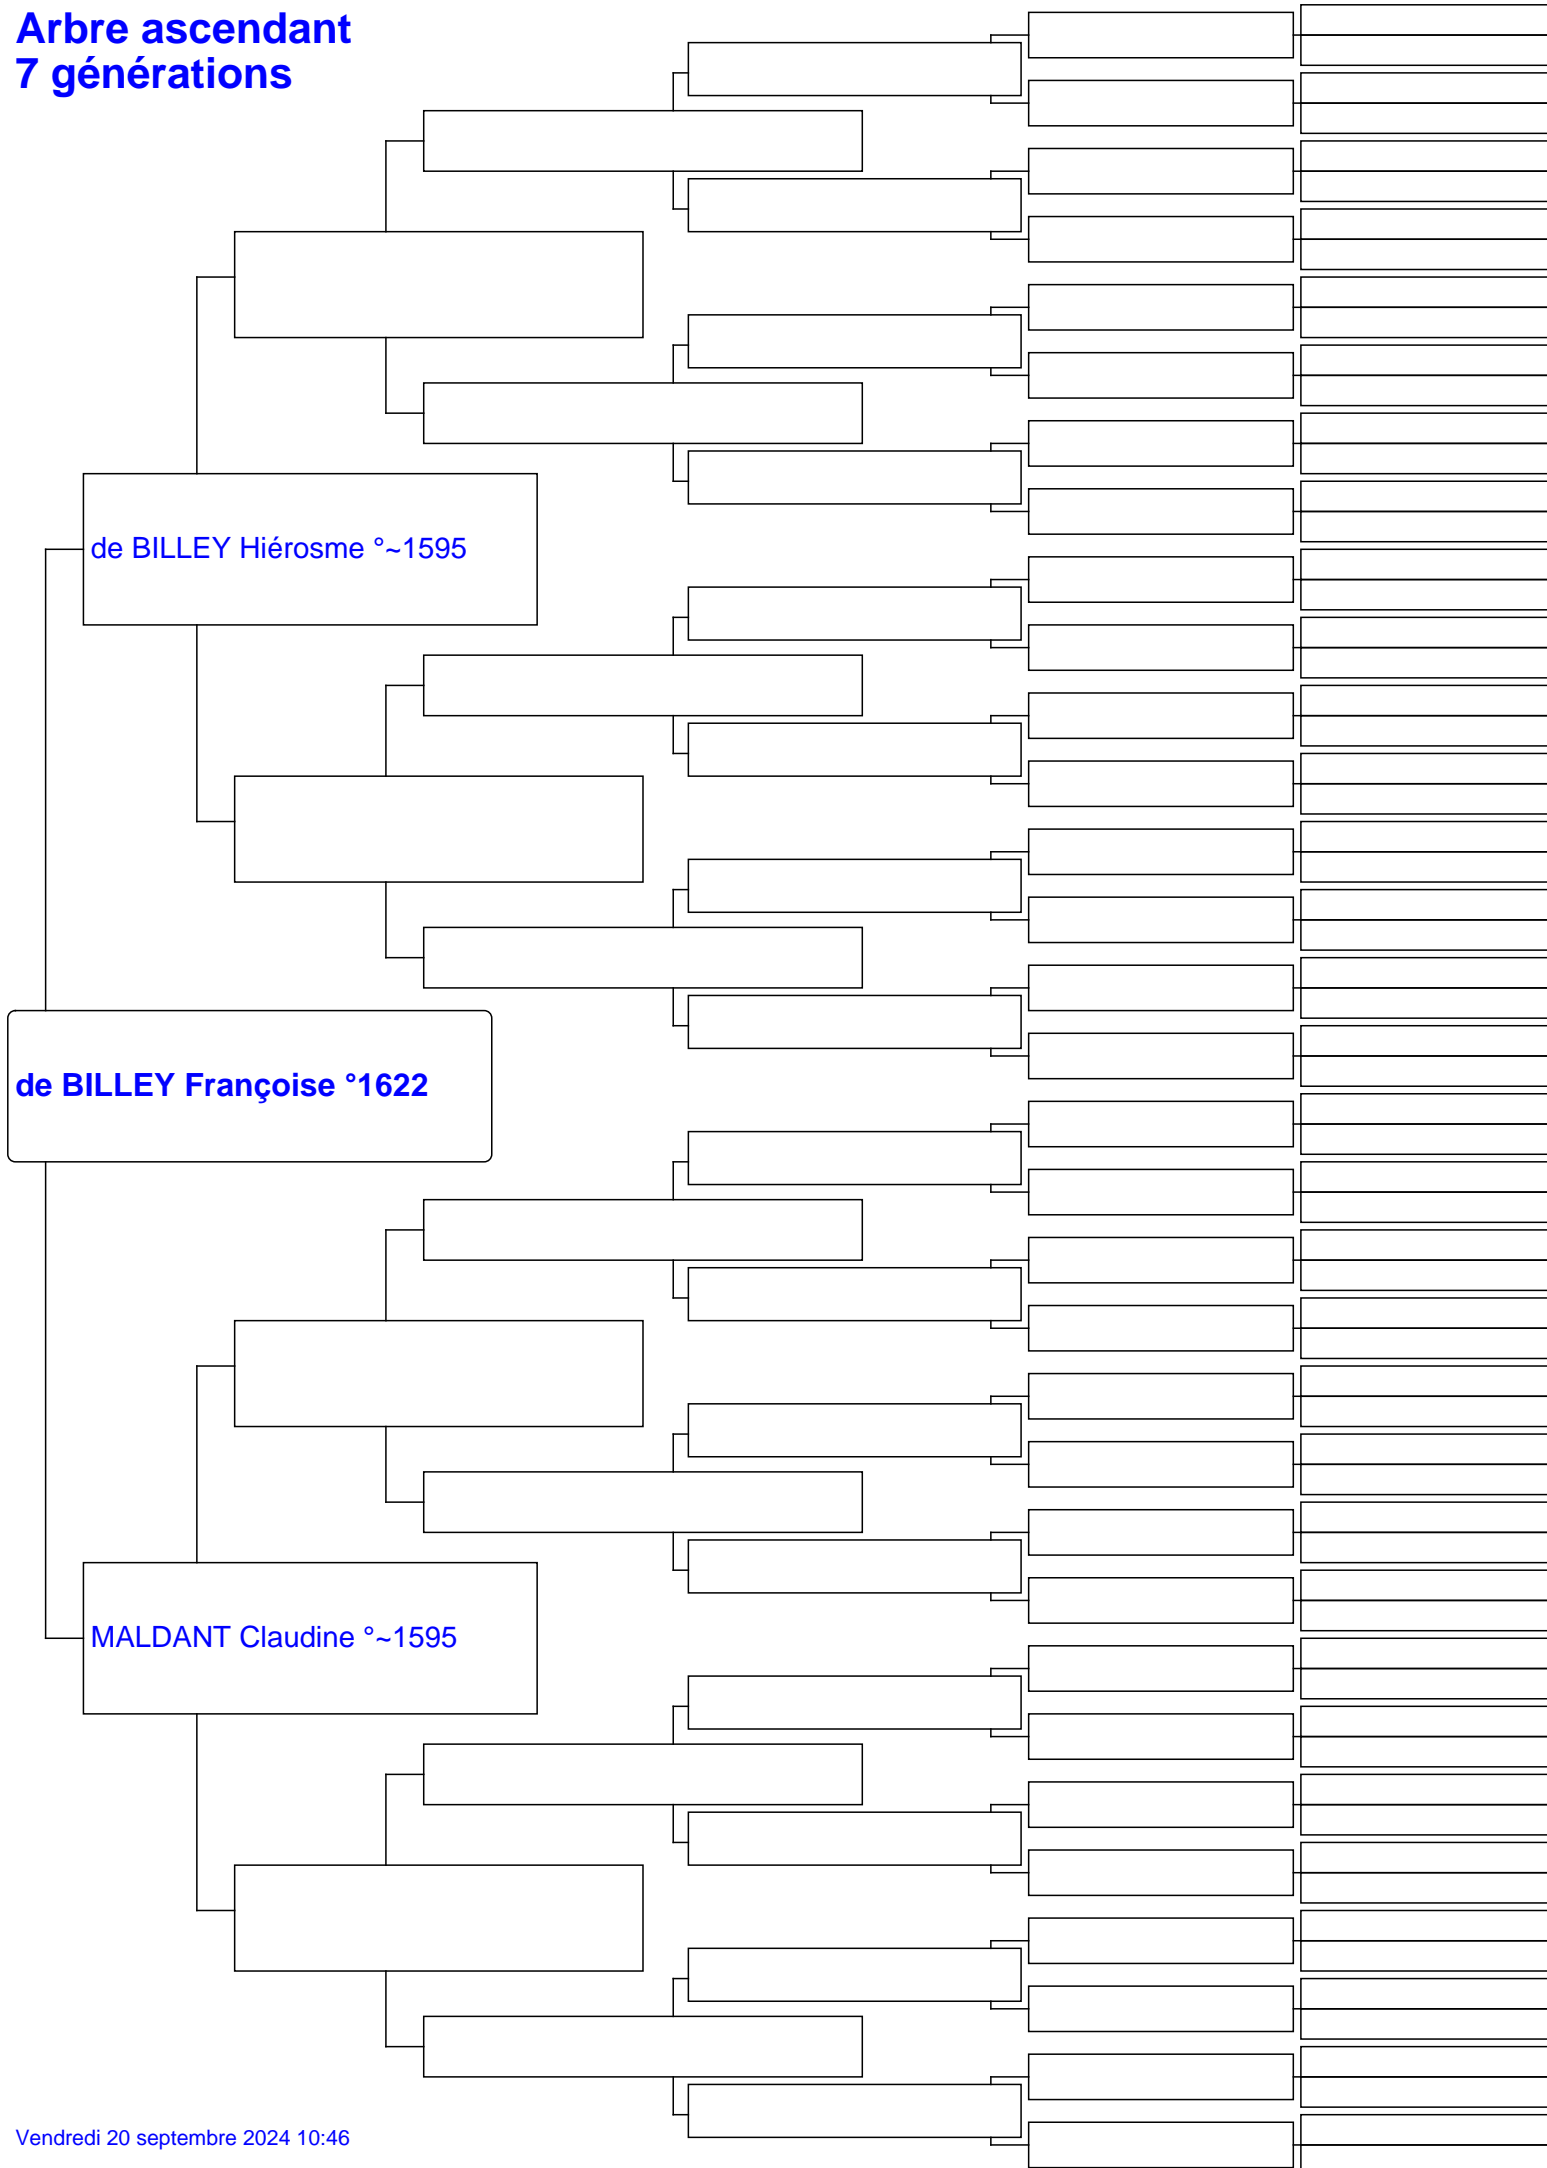 Arbre ascendant
7 générations
de BILLEY Hiérosme °~1595
de BILLEY Françoise °1622
MALDANT Claudine °~1595
Vendredi 20 septembre 2024 10:46